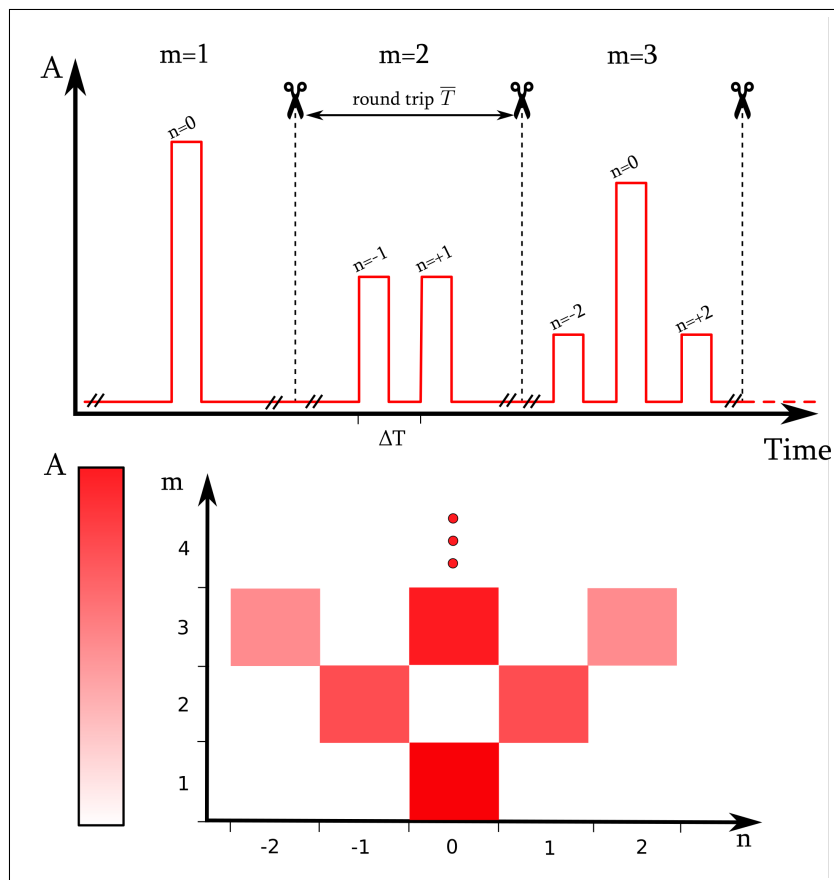 m=1 m=2 m=3
A
round trip T̅
n=0
n=0
n=-1 n=+1
n=-2 n=+2
ΔT
Time
A
m
4
3
2
1
-2 -1 0 1 2
n